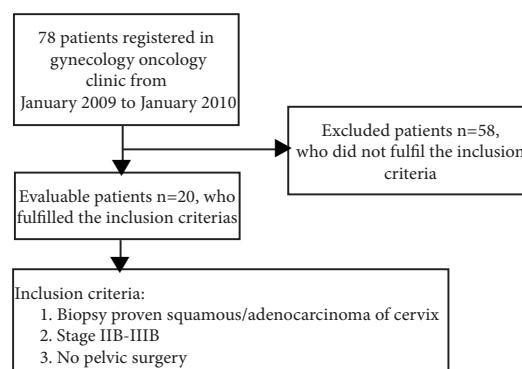 78 patients registered in
gynecology oncology
clinic from
January 2009 to January 2010
Excluded patients n=58,
who did not fulfil the inclusion
criteria
Evaluable patients n=20, who
fulfilled the inclusion criterias
Inclusion criteria:
1. Biopsy proven squamous/adenocarcinoma of cervix
2. Stage IIB-IIIB
3. No pelvic surgery